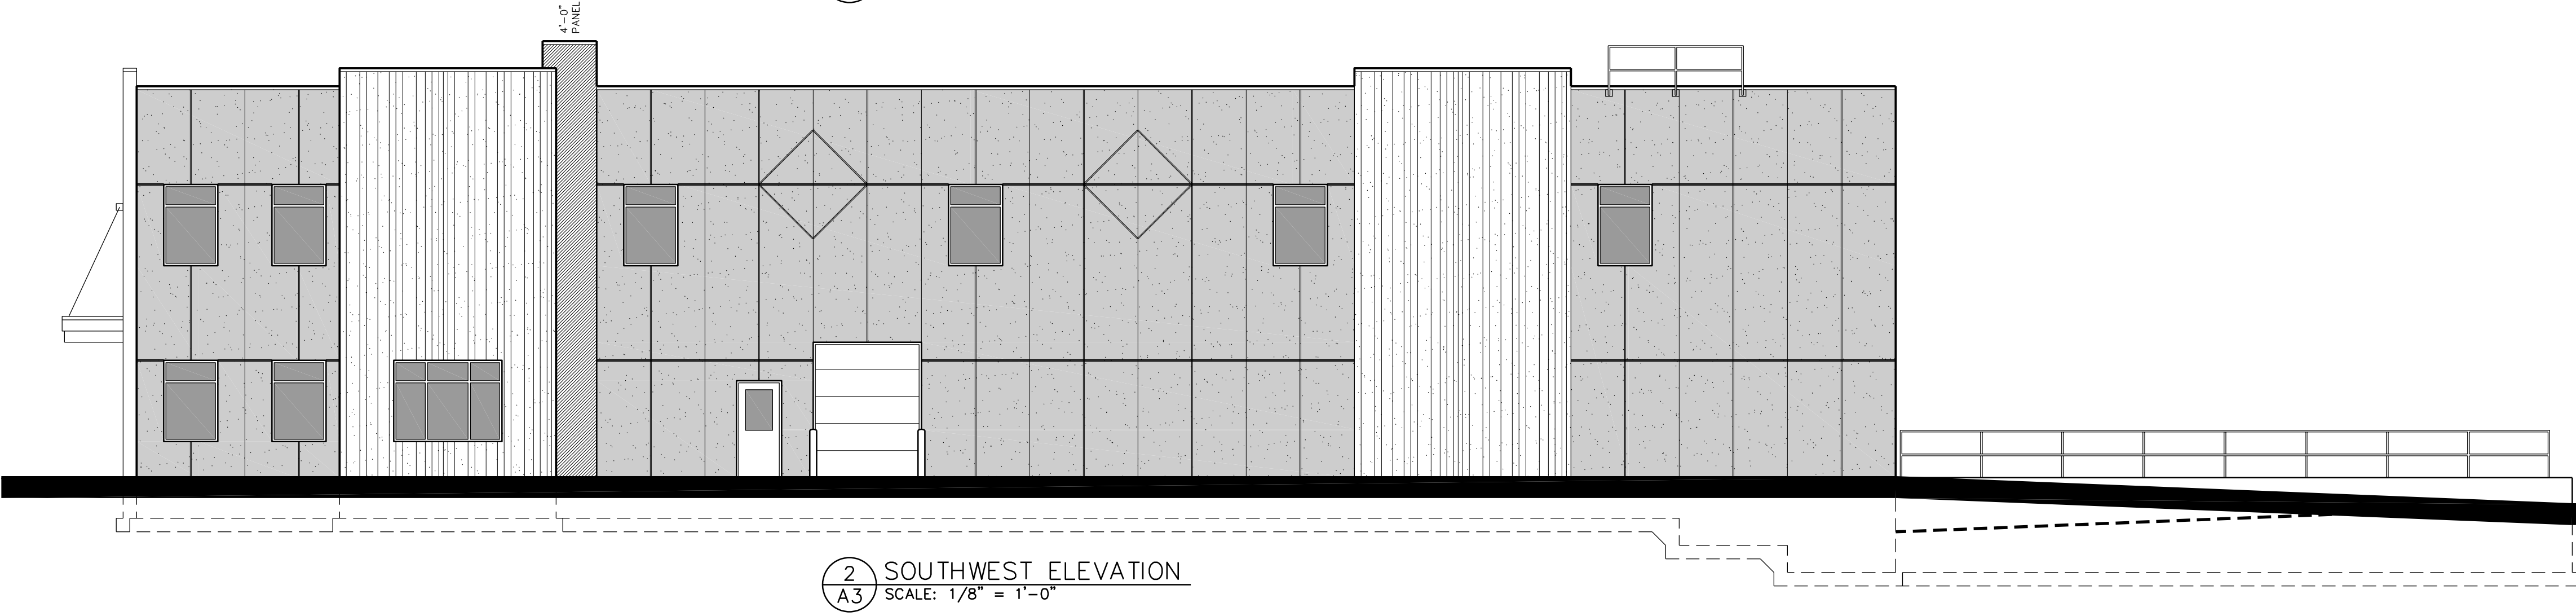 4'-0"
PANEL
2
A3
SOUTHWEST ELEVATION
SCALE: 1/8" = 1'-0"